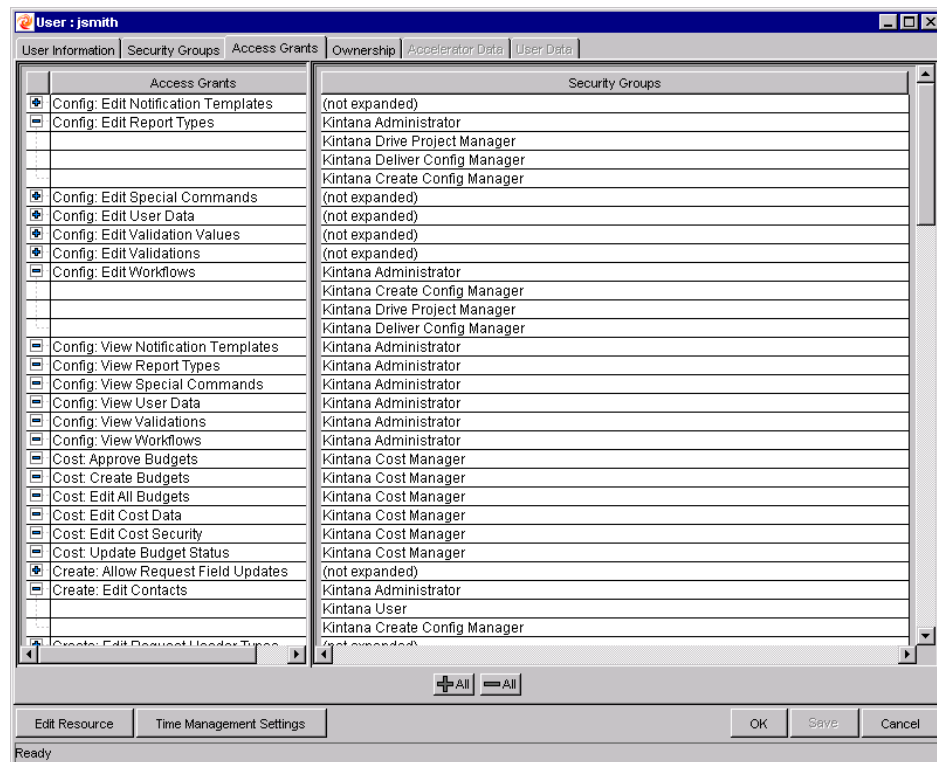 User : jsmith
User Information Security Groups Access Grants Ownership Accelerator Data User Data
Access Grants Security Groups
Config: Edit Notification Templates (not expanded)
Config: Edit Report Types Kintana Administrator
Kintana Drive Project Manager
Kintana Deliver Config Manager
Kintana Create Config Manager
Config: Edit Special Commands (not expanded)
Config: Edit User Data (not expanded)
Config: Edit Validation Values (not expanded)
Config: Edit Validations (not expanded)
Config: Edit Workflows Kintana Administrator
Kintana Create Config Manager
Kintana Drive Project Manager
Kintana Deliver Config Manager
Config: View Notification Templates Kintana Administrator
Config: View Report Types Kintana Administrator
Config: View Special Commands Kintana Administrator
Config: View User Data Kintana Administrator
Config: View Validations Kintana Administrator
Config: View Workflows Kintana Administrator
Cost: Approve Budgets Kintana Cost Manager
Cost: Create Budgets Kintana Cost Manager
Cost: Edit All Budgets Kintana Cost Manager
Cost: Edit Cost Data Kintana Cost Manager
Cost: Edit Cost Security Kintana Cost Manager
Cost: Update Budget Status Kintana Cost Manager
Create: Allow Request Field Updates (not expanded)
Create: Edit Contacts Kintana Administrator
Kintana User
Kintana Create Config Manager
Create: Edit Request Header Types (not expanded)
All All
Edit Resource Time Management Settings OK Save Cancel
Ready